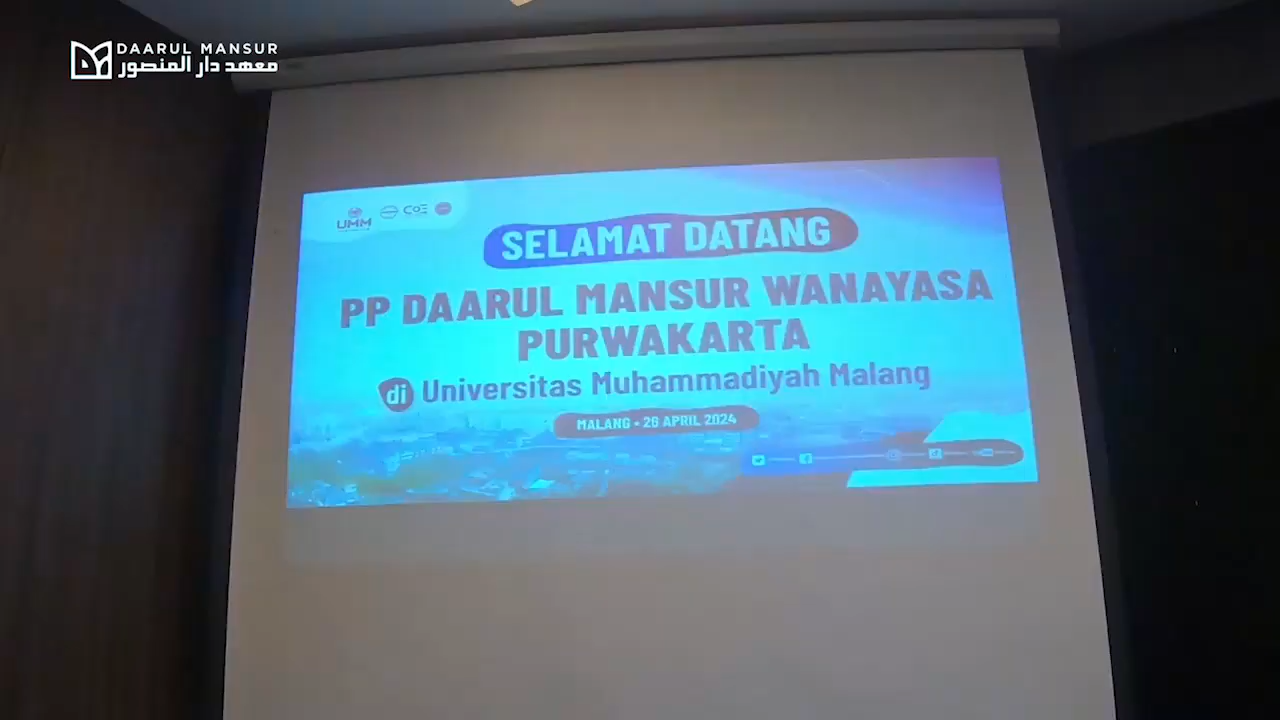 DAARUL MANSUR
معهد دار المنصور
UMM
CoE
SELAMAT DATANG
PP DAARUL MANSUR WANAYASA
PURWAKARTA
di Universitas Muhammadiyah Malang
MALANG - 26 APRIL 2024